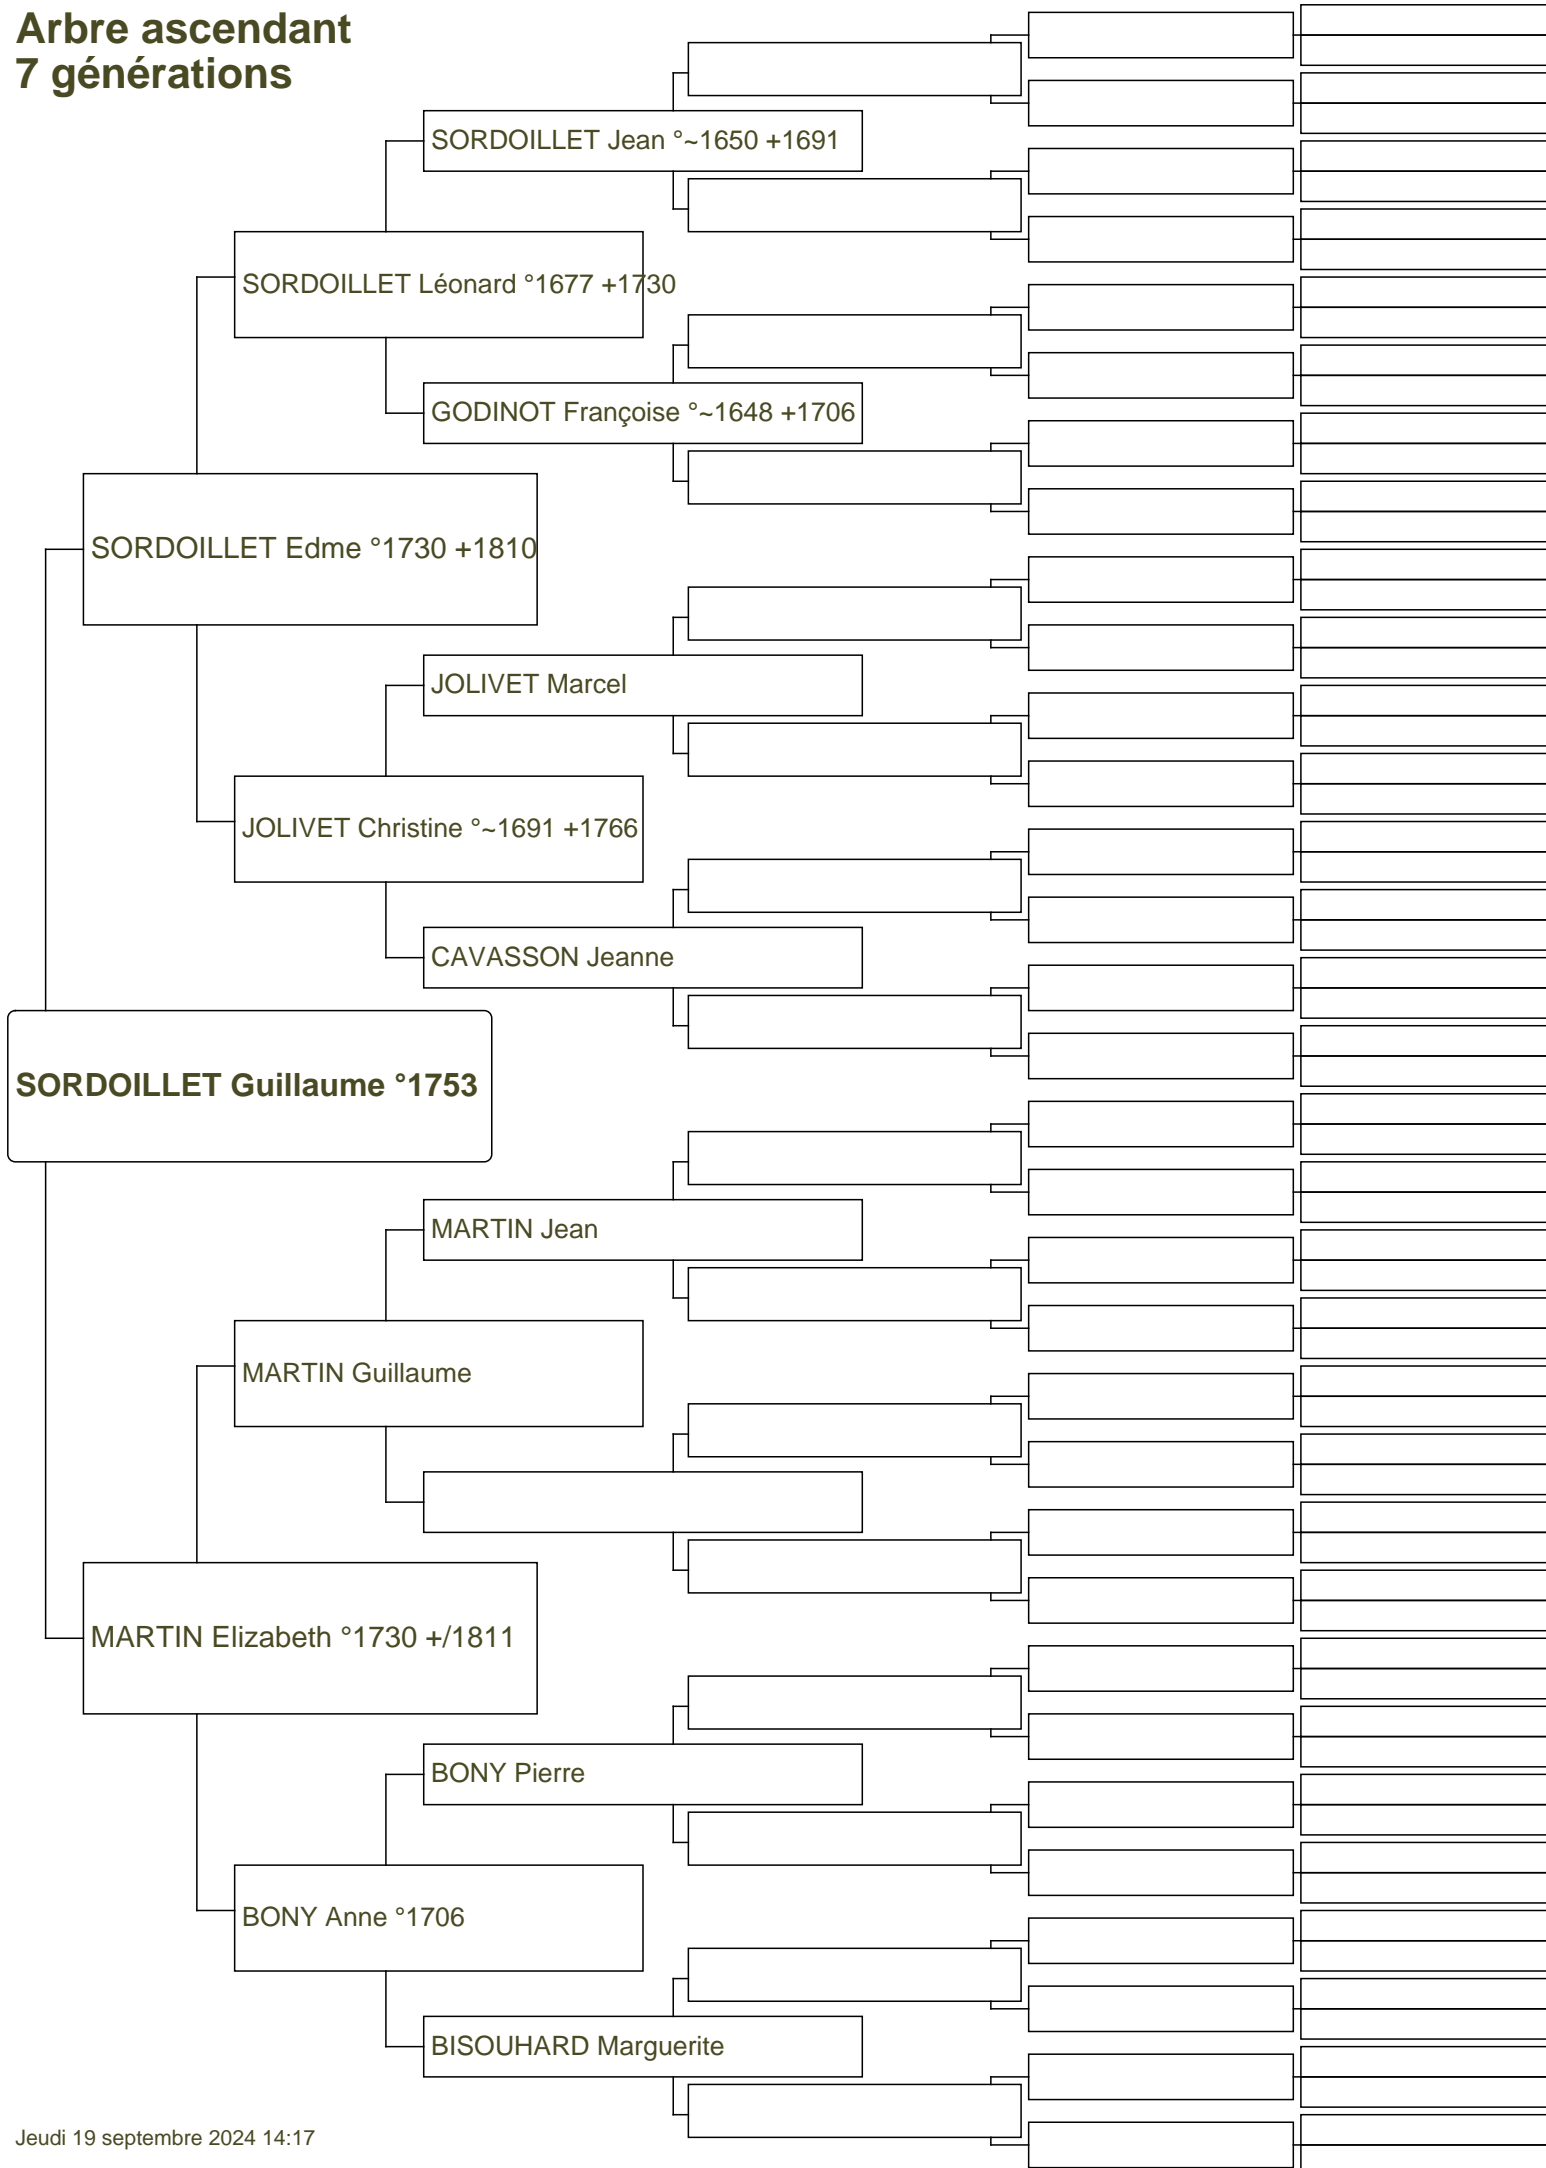 Arbre ascendant
7 générations
SORDOILLET Jean °~1650 +1691
SORDOILLET Léonard °1677 +1730
GODINOT Françoise °~1648 +1706
SORDOILLET Edme °1730 +1810
JOLIVET Marcel
JOLIVET Christine °~1691 +1766
CAVASSON Jeanne
SORDOILLET Guillaume °1753
MARTIN Jean
MARTIN Guillaume
MARTIN Elizabeth °1730 +/1811
BONY Pierre
BONY Anne °1706
BISOUHARD Marguerite
Jeudi 19 septembre 2024 14:17